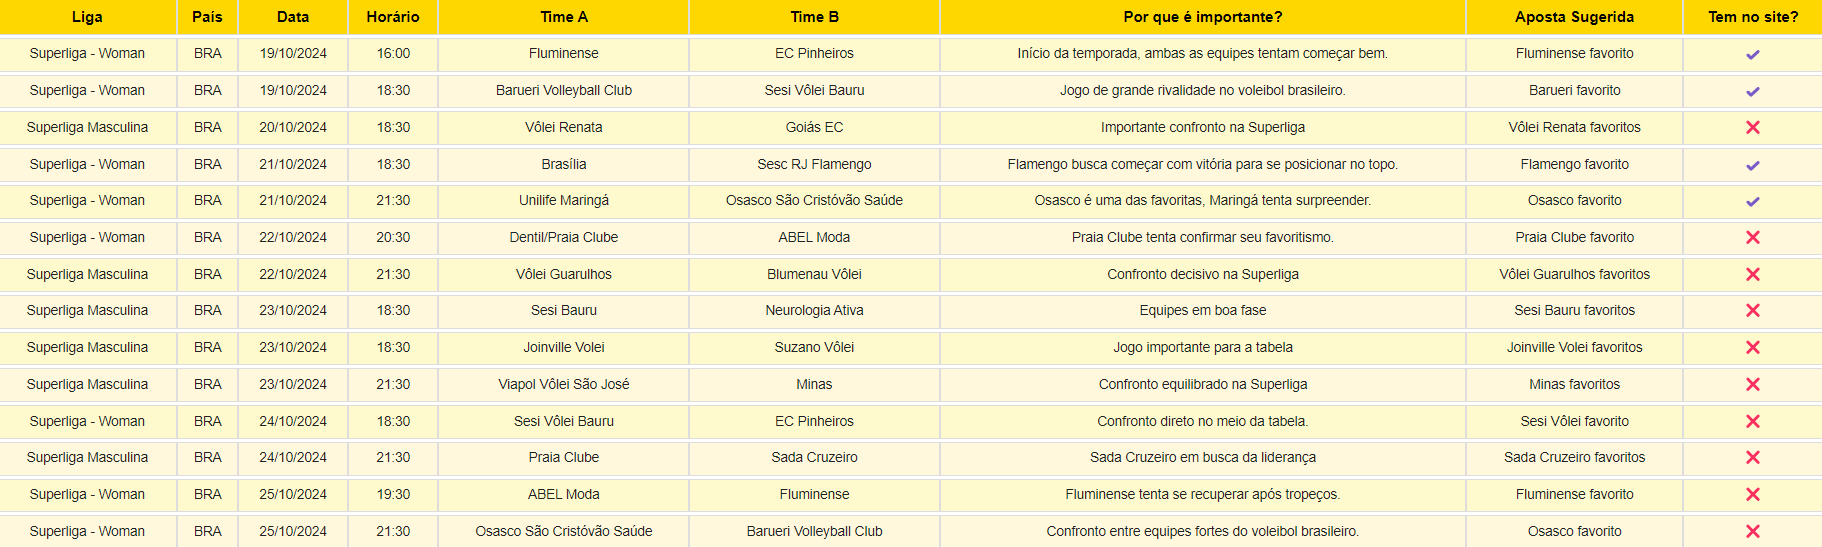 Liga País Data Horário Time A Time B Por que é importante? Aposta Sugerida Tem no site?
Superliga - Woman BRA 19/10/2024 16:00 Fluminense EC Pinheiros Início da temporada, ambas as equipes tentam começar bem. Fluminense favorito
Superliga - Woman BRA 19/10/2024 18:30 Barueri Volleyball Club Sesi Vôlei Bauru Jogo de grande rivalidade no voleibol brasileiro. Barueri favorito
Superliga Masculina BRA 20/10/2024 18:30 Vôlei Renata Goiás EC Importante confronto na Superliga Vôlei Renata favoritos
Superliga - Woman BRA 21/10/2024 18:30 Brasília Sesc RJ Flamengo Flamengo busca começar com vitória para se posicionar no topo. Flamengo favorito
Superliga - Woman BRA 21/10/2024 21:30 Unilife Maringá Osasco São Cristóvão Saúde Osasco é uma das favoritas, Maringá tenta surpreender. Osasco favorito
Superliga - Woman BRA 22/10/2024 20:30 Dentil/Praia Clube ABEL Moda Praia Clube tenta confirmar seu favoritismo. Praia Clube favorito
Superliga Masculina BRA 22/10/2024 21:30 Vôlei Guarulhos Blumenau Vôlei Confronto decisivo na Superliga Vôlei Guarulhos favoritos
Superliga Masculina BRA 23/10/2024 18:30 Sesi Bauru Neurologia Ativa Equipes em boa fase Sesi Bauru favoritos
Superliga Masculina BRA 23/10/2024 18:30 Joinville Volei Suzano Vôlei Jogo importante para a tabela Joinville Volei favoritos
Superliga Masculina BRA 23/10/2024 21:30 Viapol Vôlei São José Minas Confronto equilibrado na Superliga Minas favoritos
Superliga - Woman BRA 24/10/2024 18:30 Sesi Vôlei Bauru EC Pinheiros Confronto direto no meio da tabela. Sesi Vôlei favorito
Superliga Masculina BRA 24/10/2024 21:30 Praia Clube Sada Cruzeiro Sada Cruzeiro em busca da liderança Sada Cruzeiro favoritos
Superliga - Woman BRA 25/10/2024 19:30 ABEL Moda Fluminense Fluminense tenta se recuperar após tropeços. Fluminense favorito
Superliga - Woman BRA 25/10/2024 21:30 Osasco São Cristóvão Saúde Barueri Volleyball Club Confronto entre equipes fortes do voleibol brasileiro. Osasco favorito